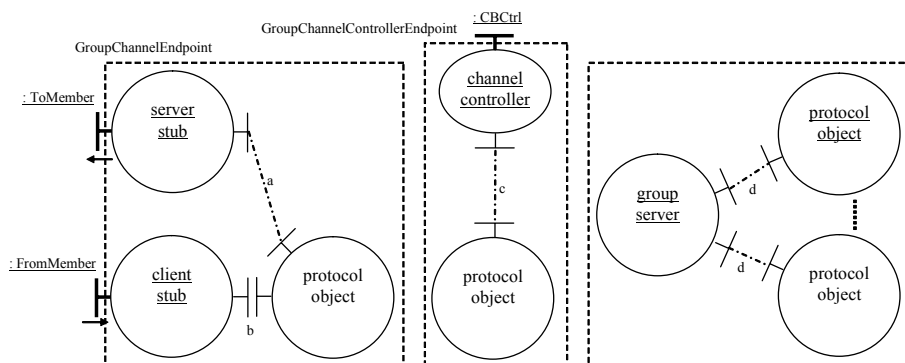 : CBCtrl
GroupChannelControllerEndpoint
GroupChannelEndpoint
: ToMember
server
stub
a
: FromMember
client
stub
b
protocol
object
channel
controller
c
protocol
object
group
server
d
d
protocol
object
protocol
object